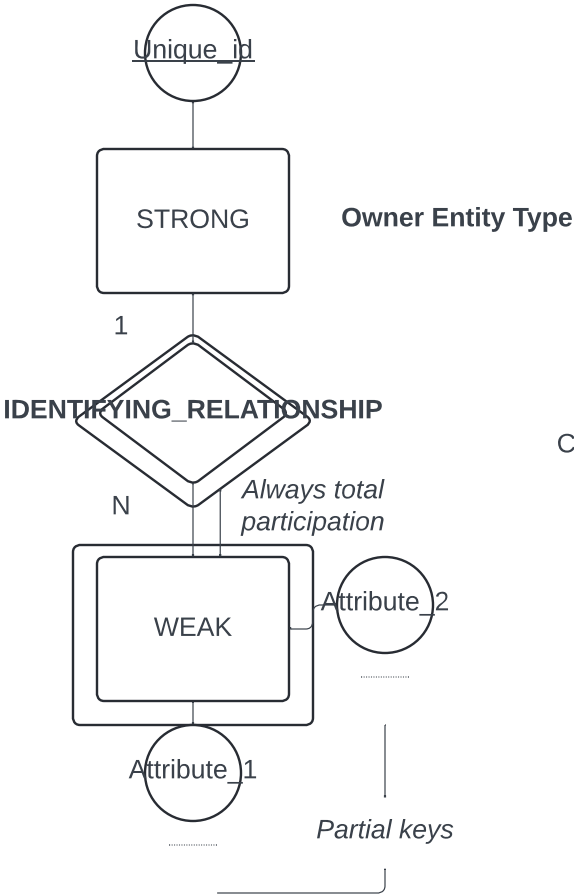 Unique_id
STRONG
Owner Entity Type
1
IDENTIFYING_RELATIONSHIP
C
Always total
participation
N
WEAK
Attribute_2
Attribute_1
Partial keys